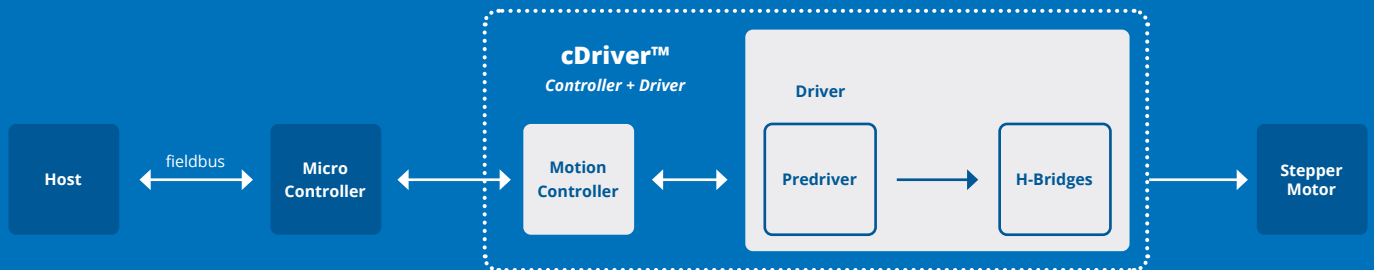 cDriver™
Controller + Driver
Driver
Host
fieldbus
Micro
Controller
Motion
Controller
Predriver
H-Bridges
Stepper
Motor